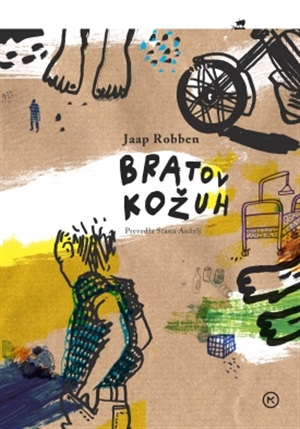 Jaap Robben
BRATOV
KOŽUH
Prevedla Stana Anželj